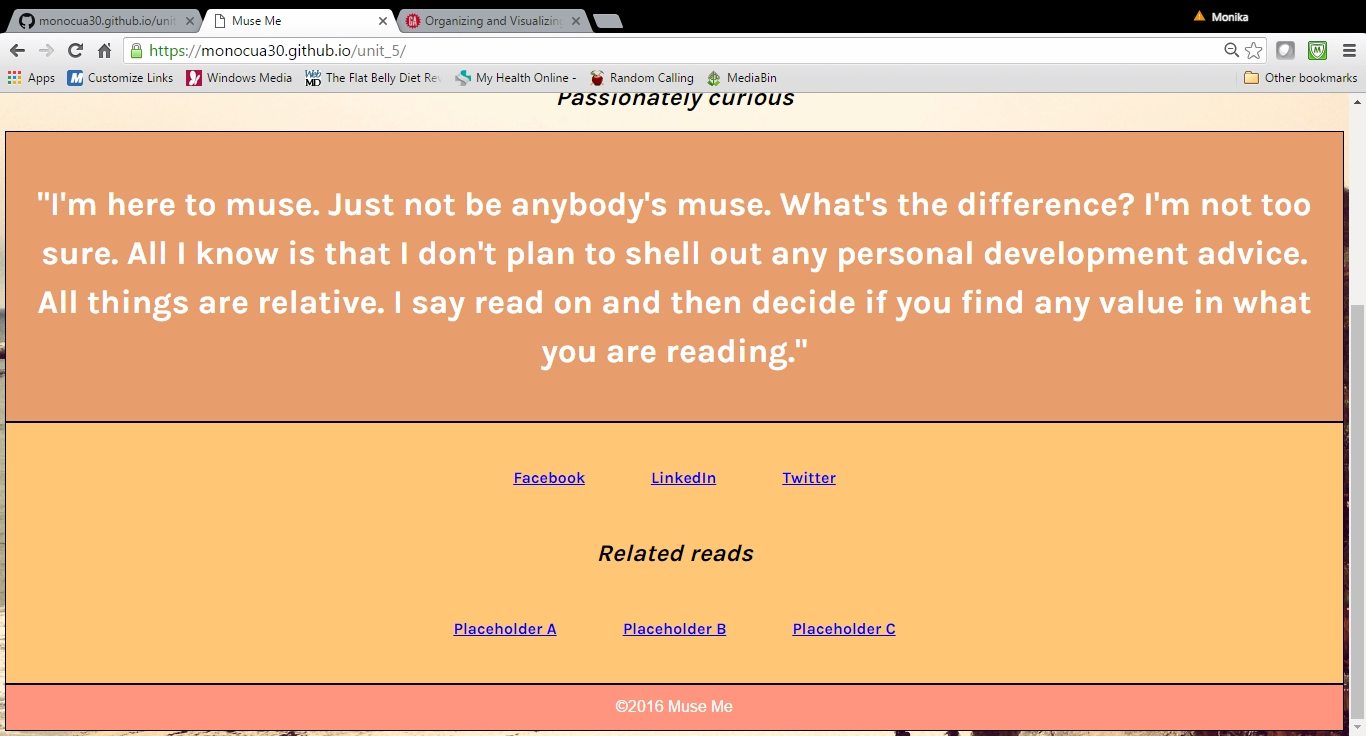 monocua30.github.io/unit
Muse Me
Organizing and Visualizin
Monika
https://monocua30.github.io/unit_5/
Apps
Customize Links
Windows Media
The Flat Belly Diet Re
My Health Online -
Random Calling
MediaBin
Other bookmarks
Passionately curious
"I'm here to muse. Just not be anybody's muse. What's the difference? I'm not too
sure. All I know is that I don't plan to shell out any personal development advice.
All things are relative. I say read on and then decide if you find any value in what
you are reading."
Facebook LinkedIn Twitter
Related reads
Placeholder A Placeholder B Placeholder C
©2016 Muse Me